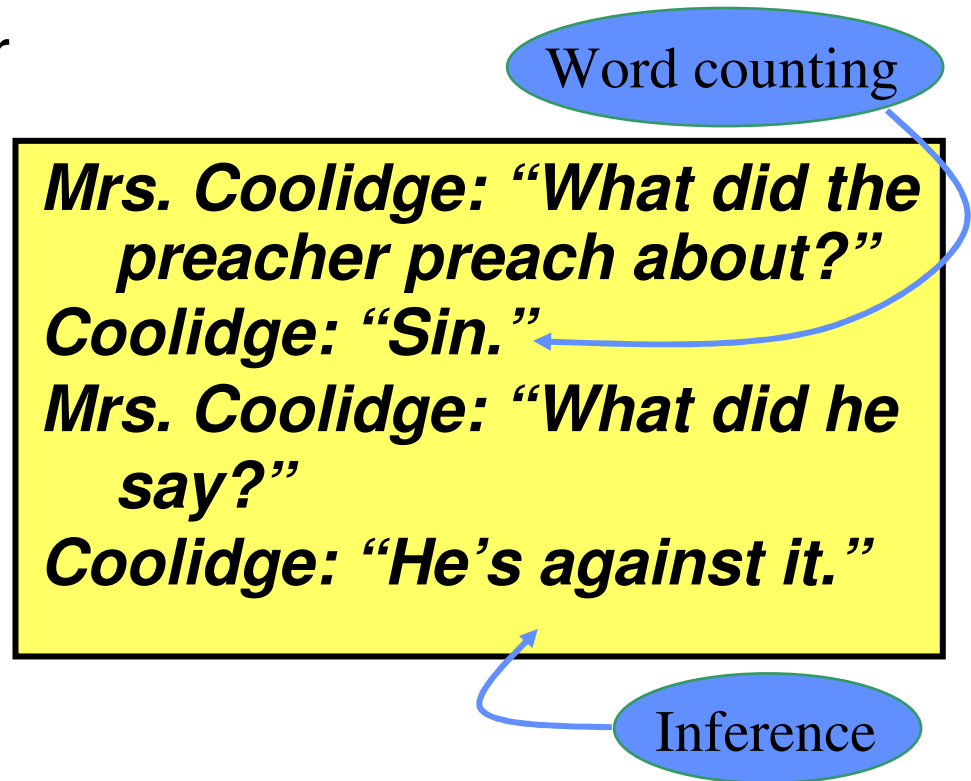 r
Word counting
Mrs. Coolidge: “What did the
preacher preach about?”
Coolidge: “Sin.”
Mrs. Coolidge: “What did he
say?”
Coolidge: “He’s against it.”
Inference